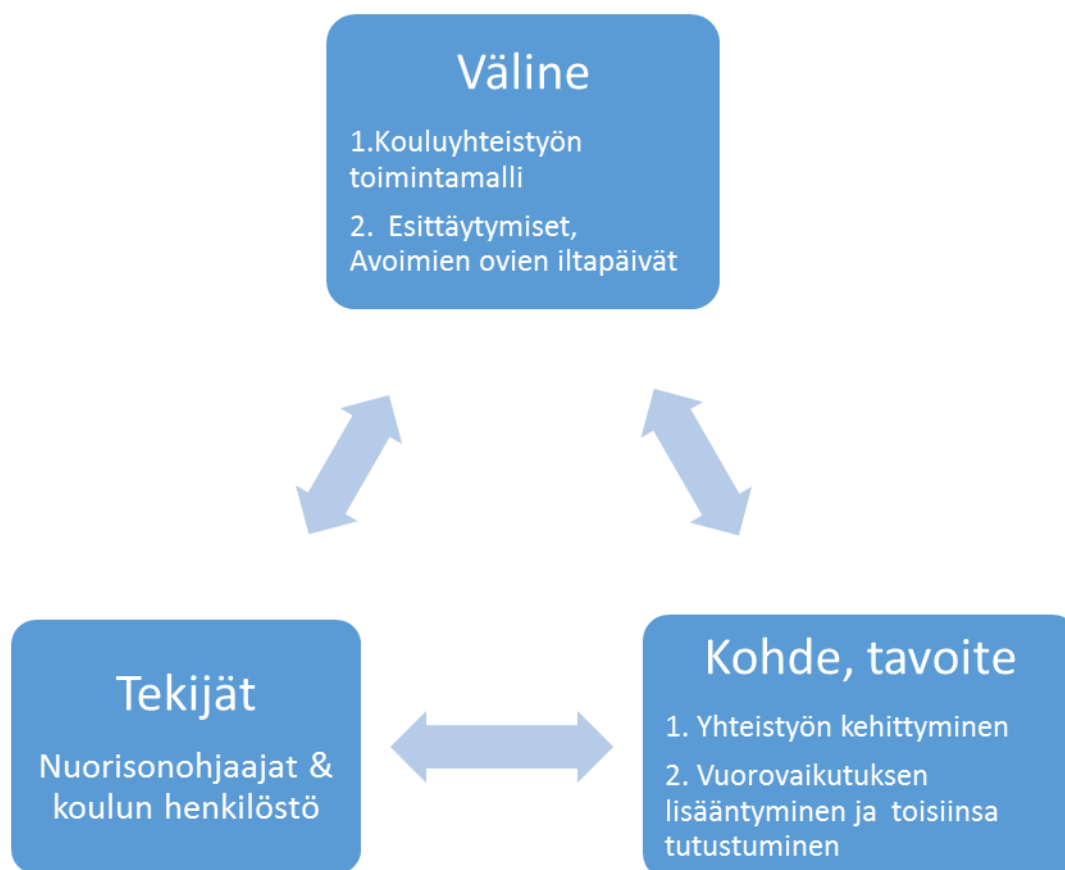 Väline
1.Kouluyhteistyön
toimintamalli
2. Esittäytymiset,
Avoimien ovien iltapäivät
Tekijät
Nuorisonohjaajat &
koulun henkilöstö
Kohde, tavoite
1. Yhteistyön kehittyminen
2. Vuorovaikutuksen
lisääntyminen ja toisiinsa
tutustuminen